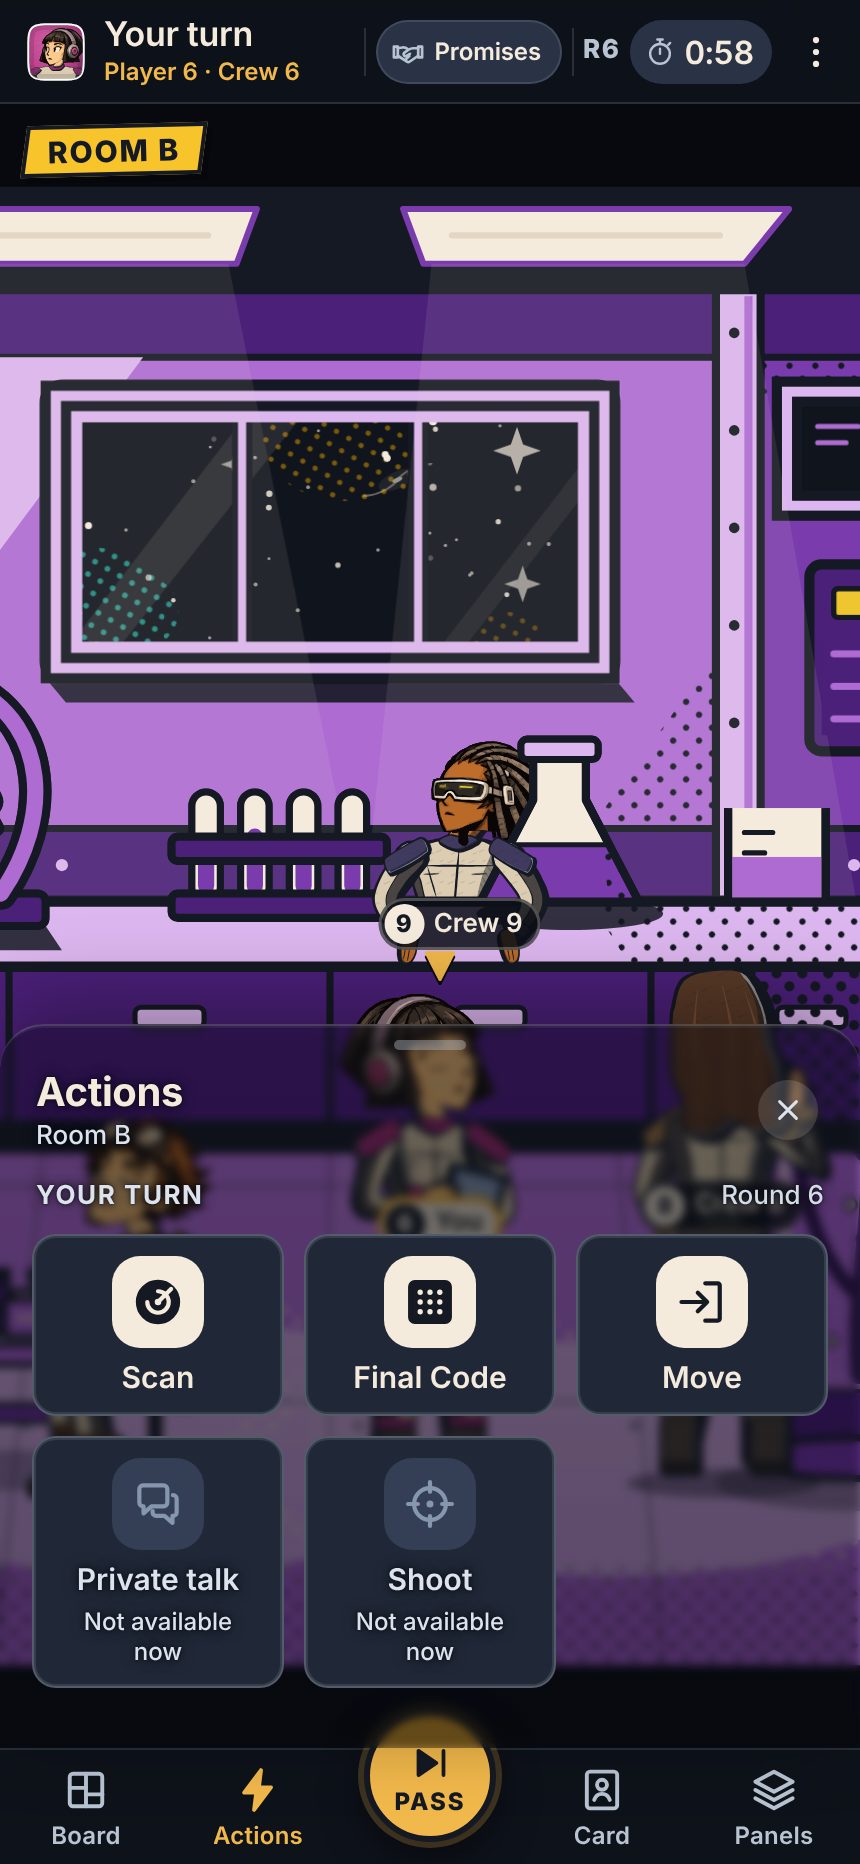 Your turn
Player 6 · Crew 6
Promises
R6
0:58
ROOM B
9 Crew 9
Actions
Room B
YOUR TURN
Round 6
Scan
Final Code
Move
Private talk
Not available
now
Shoot
Not available
now
PASS
Board
Actions
Card
Panels